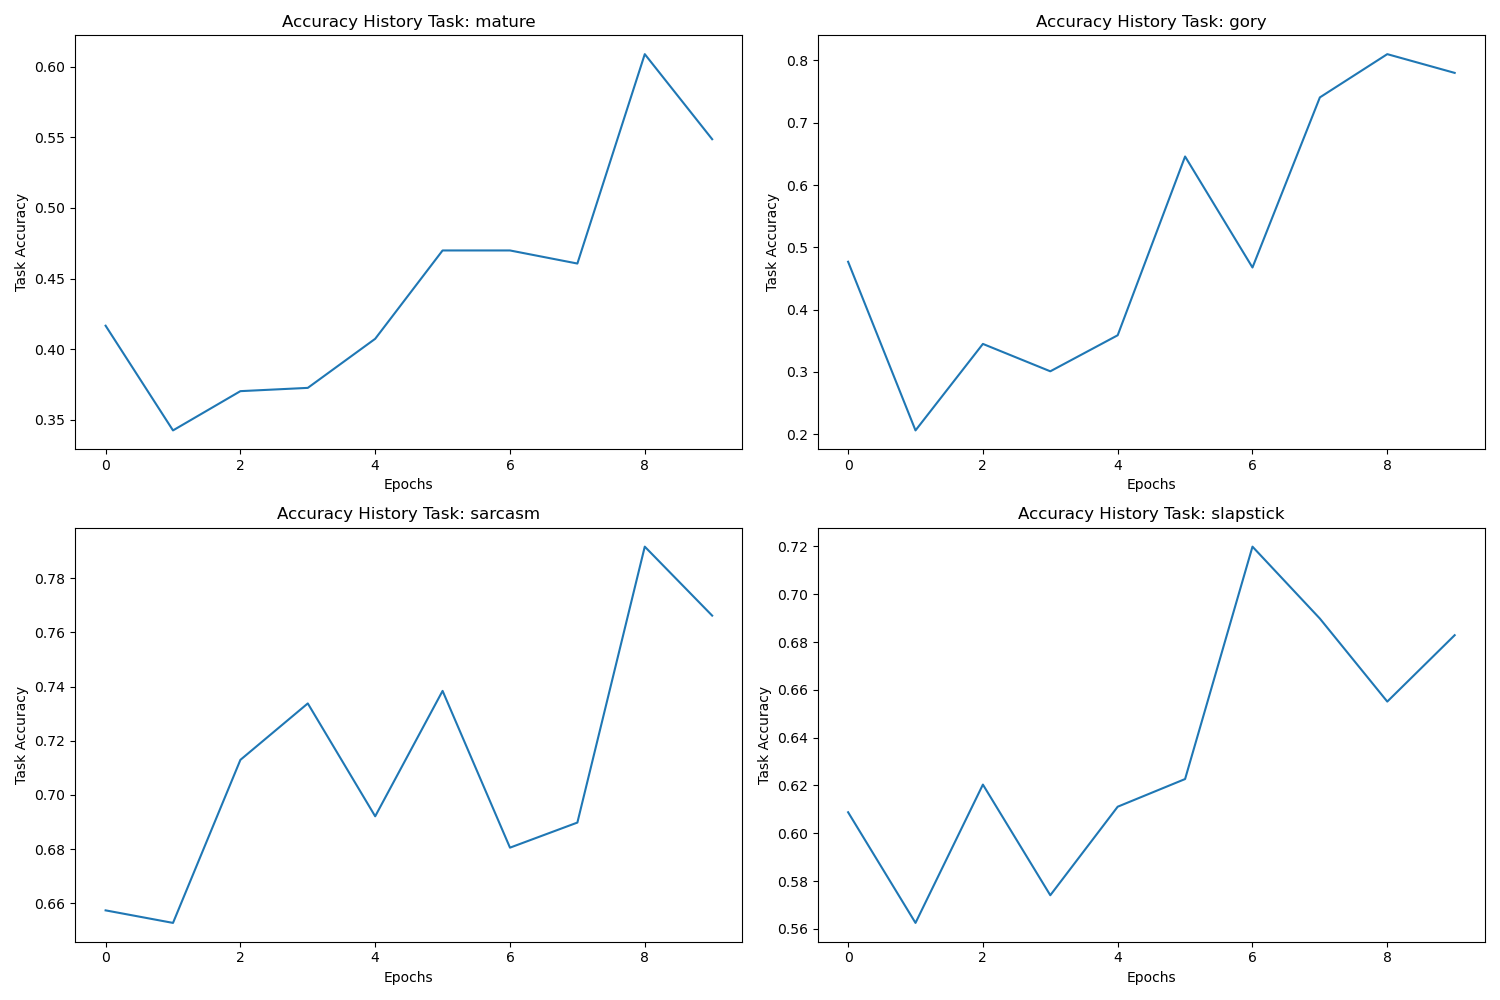 Accuracy History Task: mature
0.60
0.55
0.50
0.45
0.40
0.35
Task Accuracy
0 2 4 6 8
Epochs
Accuracy History Task: gory
0.8
0.7
0.6
0.5
0.4
0.3
0.2
Task Accuracy
0 2 4 6 8
Epochs
Accuracy History Task: sarcasm
0.78
0.76
0.74
0.72
0.70
0.68
0.66
Task Accuracy
0 2 4 6 8
Epochs
Accuracy History Task: slapstick
0.72
0.70
0.68
0.66
0.64
0.62
0.60
0.58
0.56
Task Accuracy
0 2 4 6 8
Epochs